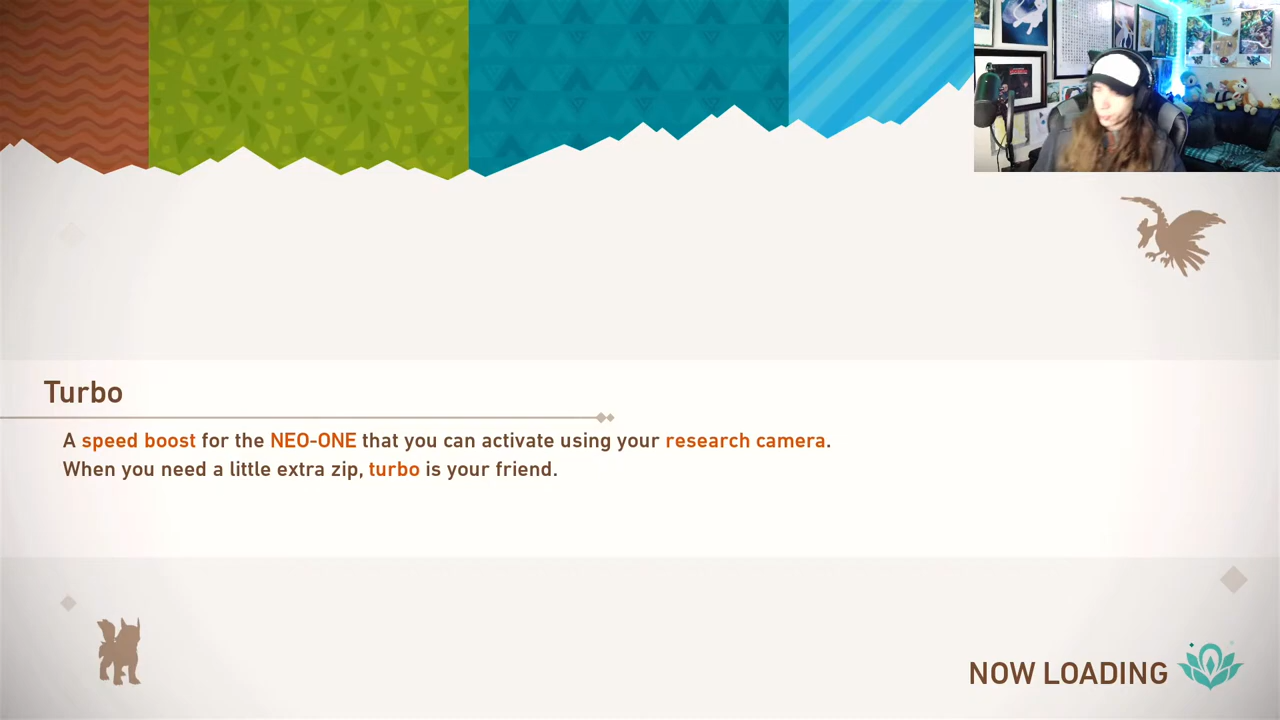 Turbo
A speed boost for the NEO-ONE that you can activate using your research camera.
When you need a little extra zip, turbo is your friend.
NOW LOADING